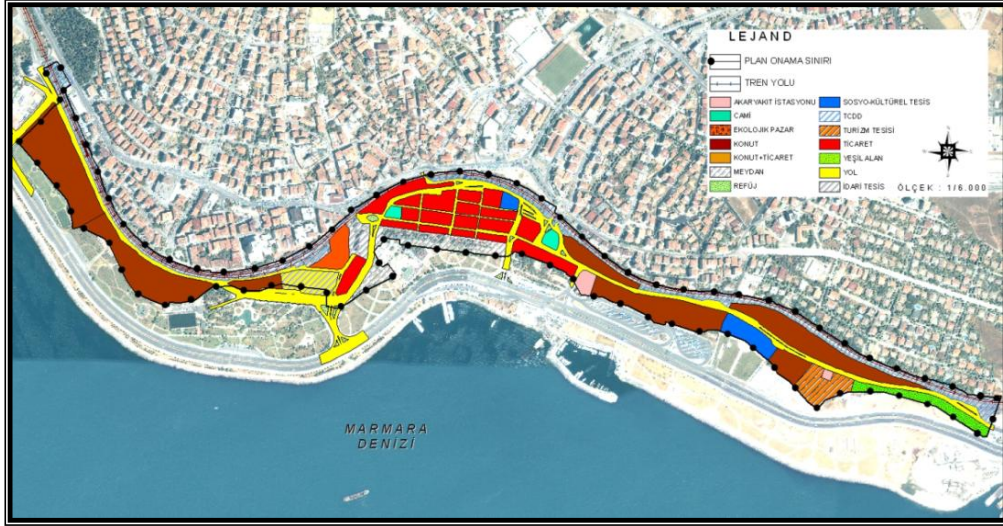 LEJAND
PLAN ONAMA SINIRI
TREN YOLU
AKARYAKIT İSTASYONU
CAMİ
EKOLOJIK PAZAR
KONUT
KONUT+TİCARET
MEYDAN
REFÜJ
SOSYO-KÜLTÜREL TESİS
TCDD
TURİZM TESİSİ
TİCARET
YEŞİL ALAN
YOL
İDARİ TESİS
ÖLÇEK : 1/6.000
MARMARA
DENİZİ